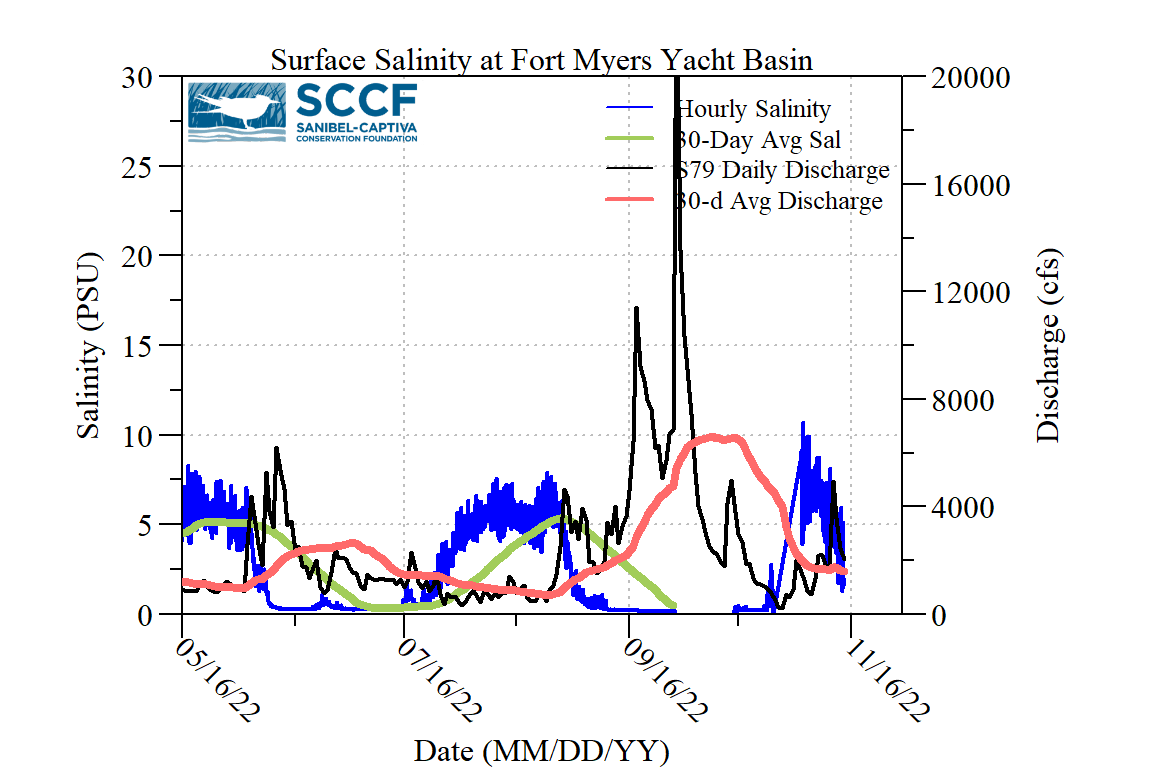 Surface Salinity at Fort Myers Yacht Basin
SCCF
SANIBEL-CAPTIVA
CONSERVATION FOUNDATION
Hourly Salinity
30-Day Avg Sal
S79 Daily Discharge
30-d Avg Discharge
30
25
20
15
10
5
0
Salinity (PSU)
20000
16000
12000
8000
4000
0
Discharge (cfs)
05/16/22
07/16/22
09/16/22
11/16/22
Date (MM/DD/YY)